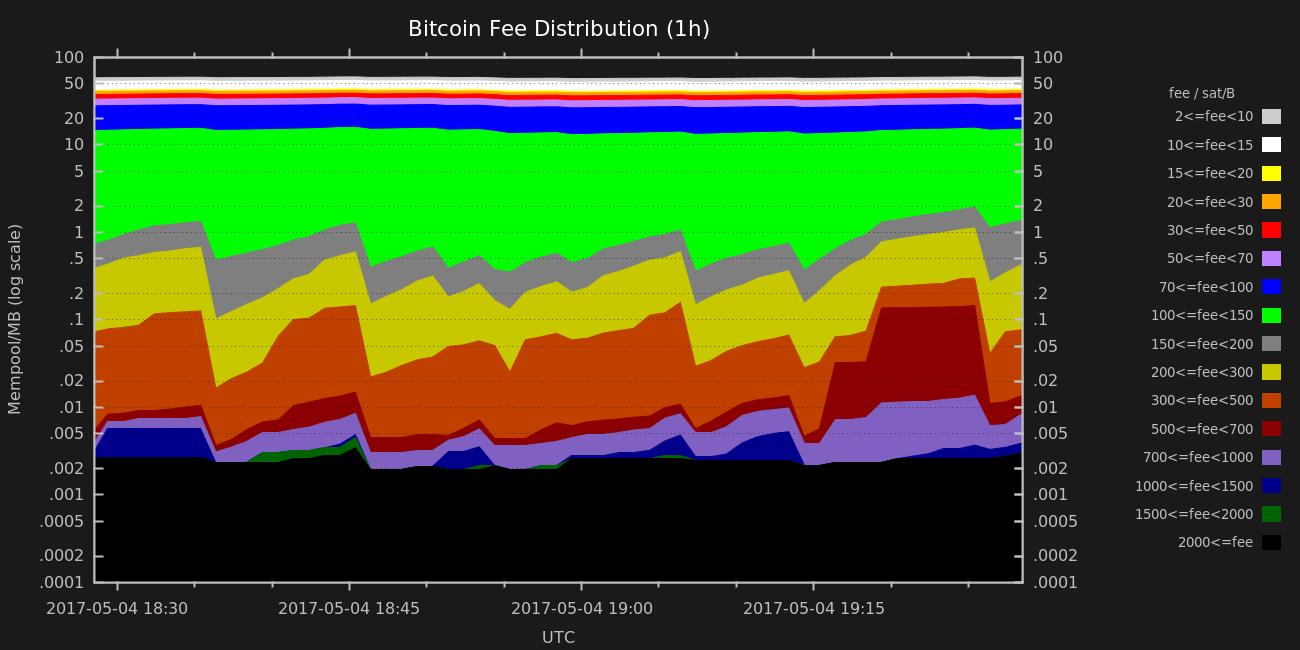 Bitcoin Fee Distribution (1h)
Mempool/MB (log scale)
100
50
20
10
5
2
1
.5
.2
.1
.05
.02
.01
.005
.002
.001
.0005
.0002
.0001
100
50
20
10
5
2
1
.5
.2
.1
.05
.02
.01
.005
.002
.001
.0005
.0002
.0001
2017-05-04 18:30
2017-05-04 18:45
2017-05-04 19:00
2017-05-04 19:15
UTC
fee / sat/B
2<=fee<10
10<=fee<15
15<=fee<20
20<=fee<30
30<=fee<50
50<=fee<70
70<=fee<100
100<=fee<150
150<=fee<200
200<=fee<300
300<=fee<500
500<=fee<700
700<=fee<1000
1000<=fee<1500
1500<=fee<2000
2000<=fee